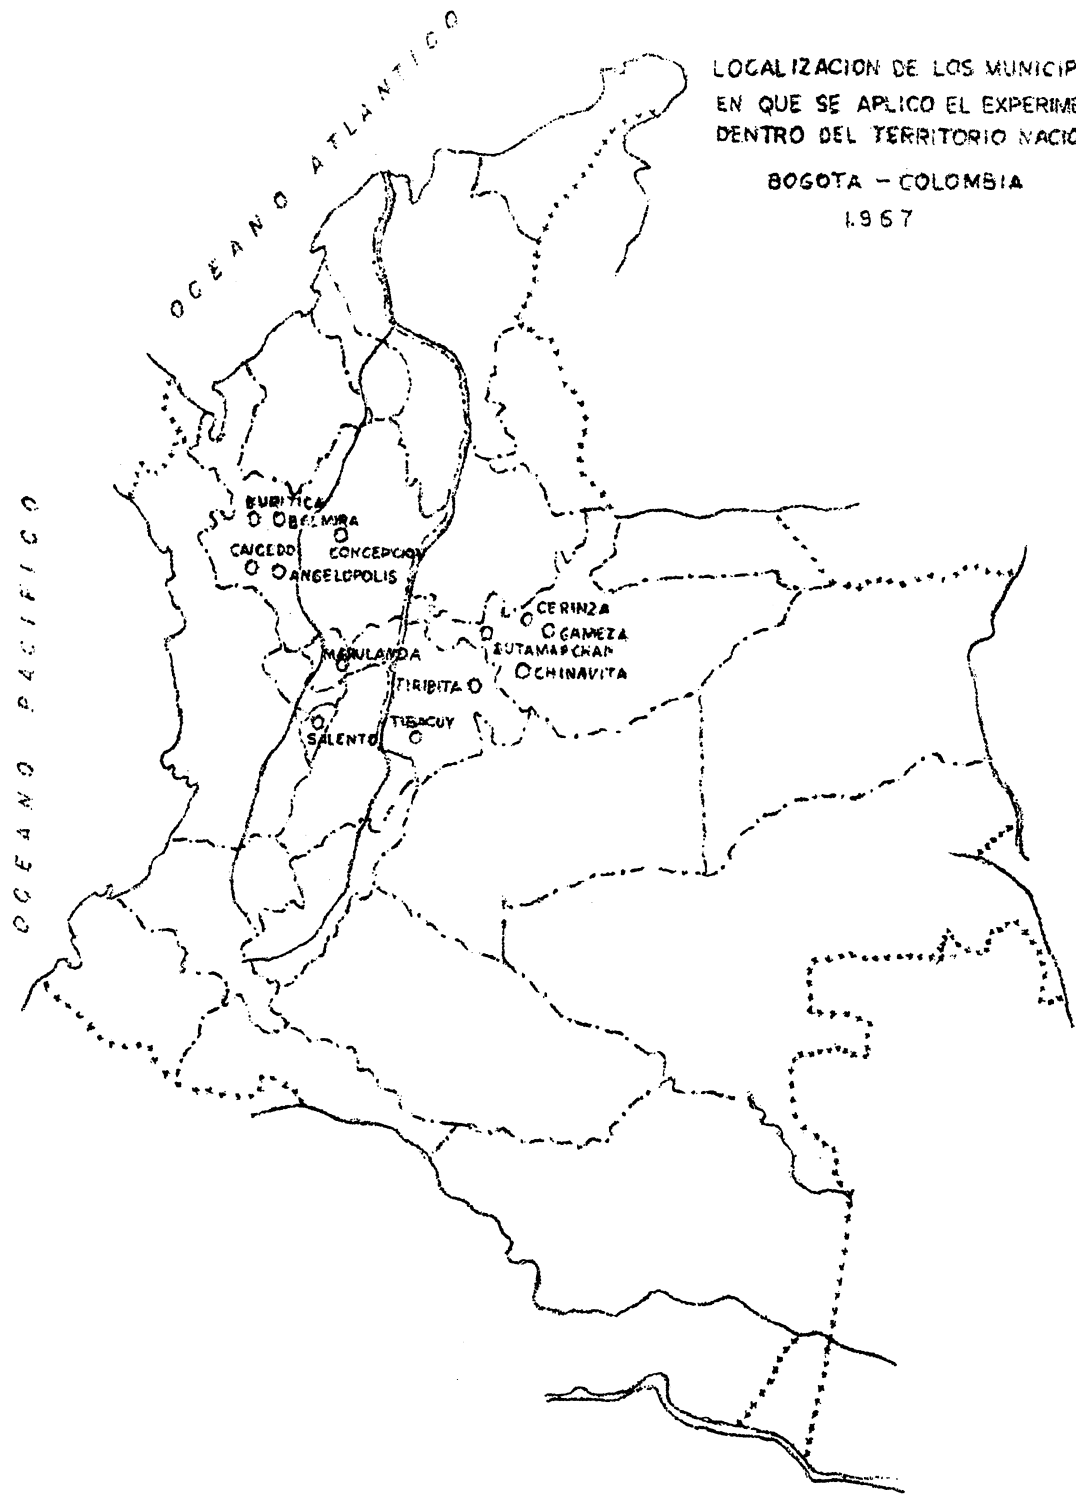 OCEANO ATLANTICO
LOCALIZACION DE LOS MUNICIP
EN QUE SE APLICO EL EXPERIME
DENTRO DEL TERRITORIO NACIO
BOGOTA - COLOMBIA
1.967
OCEANO PACIFICO
BURITICA
BELMIRA
CAICEDO
CONCEPCION
ANGELOPOLIS
CERINZA
GAMEZA
SUTAMARCHAN
CHINAVITA
MARULANDA
TIRIBITA
TIBACUY
SALENTO